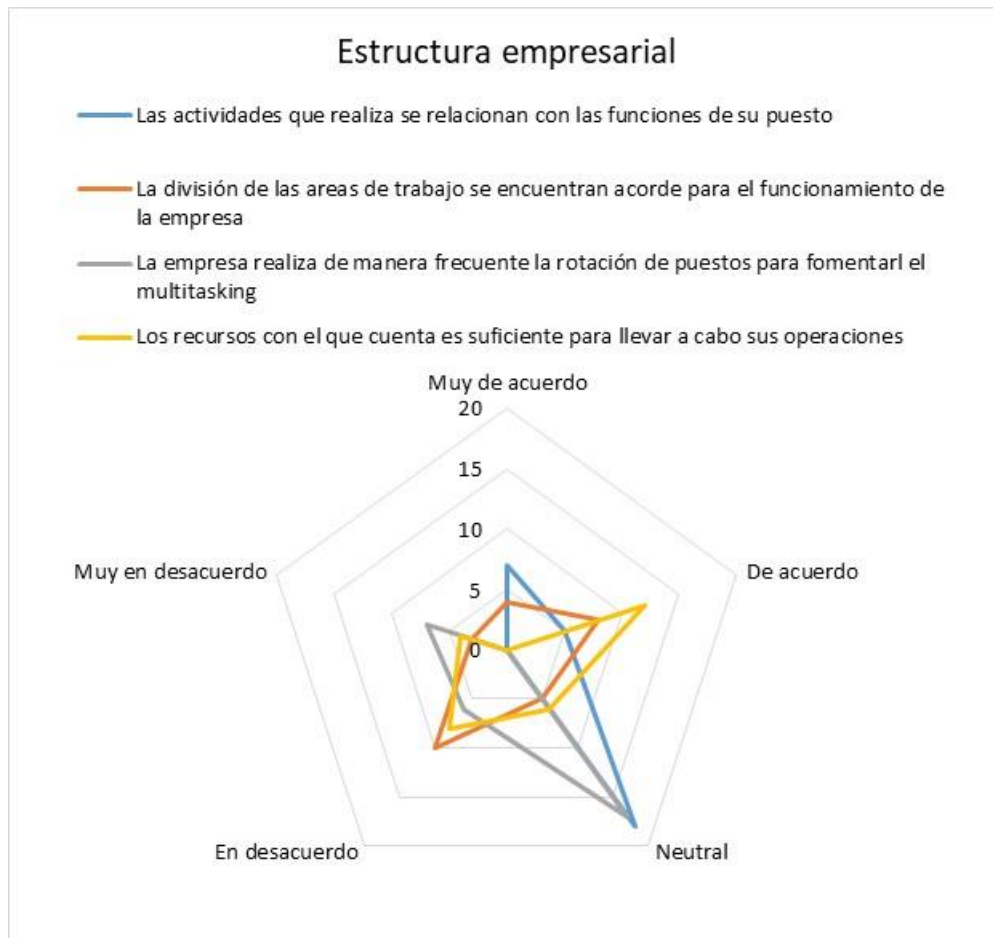 Estructura empresarial
Las actividades que realiza se relacionan con las funciones de su puesto
La división de las areas de trabajo se encuentran acorde para el funcionamiento de
la empresa
La empresa realiza de manera frecuente la rotación de puestos para fomentarl el
multitasking
Los recursos con el que cuenta es suficiente para llevar a cabo sus operaciones
Muy de acuerdo
20
15
10
Muy en desacuerdo
De acuerdo
5
0
En desacuerdo
Neutral